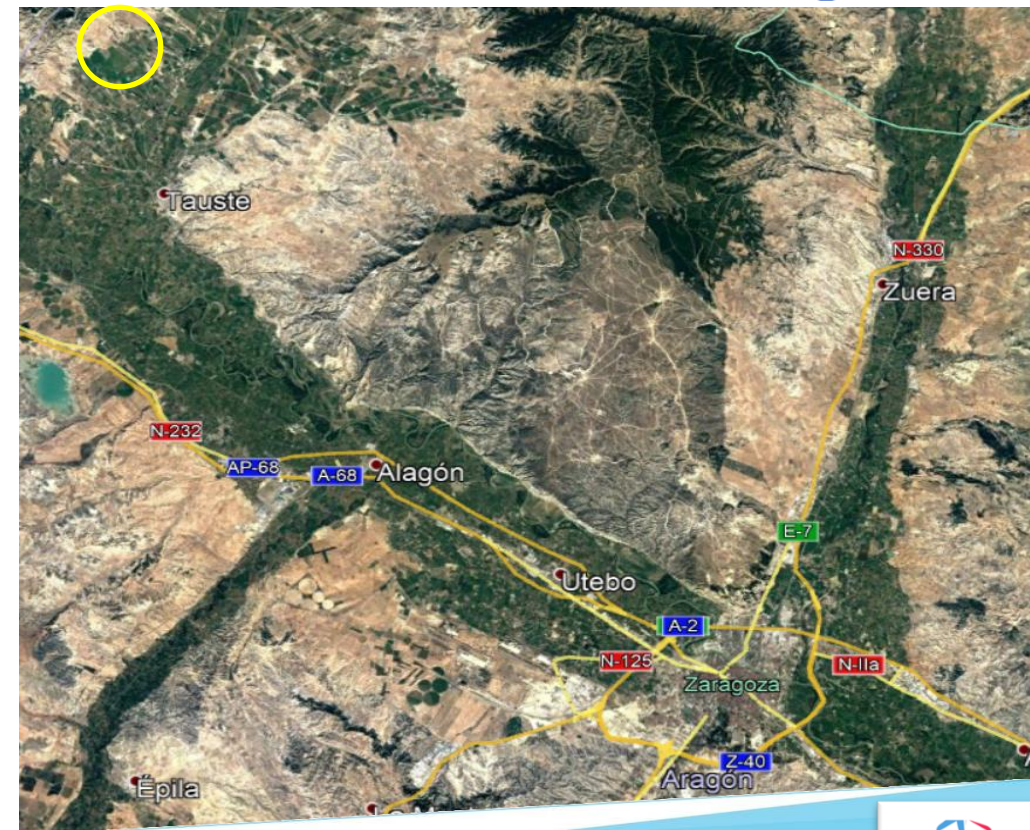 Tauste
N-330
Zuera
N-232
AP-68
A-68
Alagón
E-7
Utebo
A-2
N-125
N-IIa
Zaragoza
Z-40
Aragón
Épila